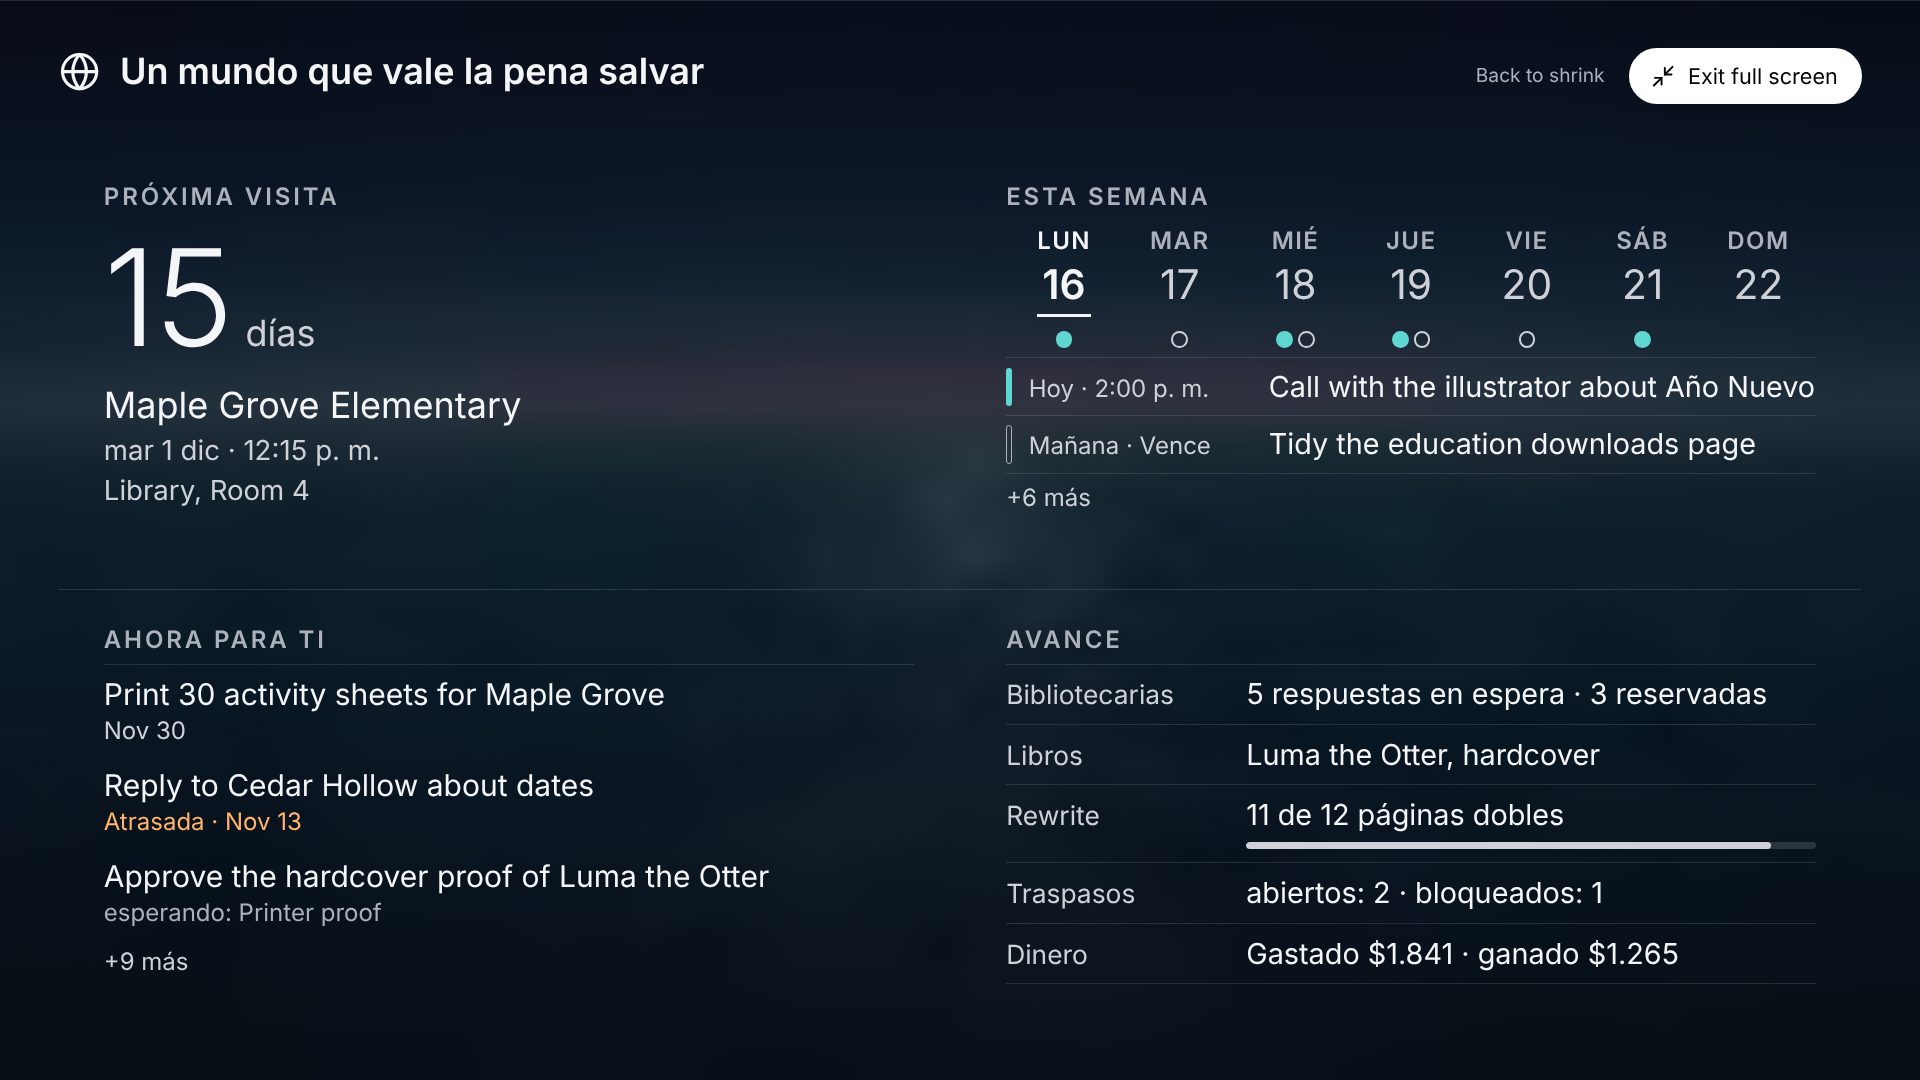 Un mundo que vale la pena salvar
Back to shrink
Exit full screen
PRÓXIMA VISITA
15 días
Maple Grove Elementary
mar 1 dic · 12:15 p. m.
Library, Room 4
ESTA SEMANA
LUN MAR MIÉ JUE VIE SÁB DOM
16 17 18 19 20 21 22
Hoy · 2:00 p. m. Call with the illustrator about Año Nuevo
Mañana · Vence Tidy the education downloads page
+6 más
AHORA PARA TI
Print 30 activity sheets for Maple Grove
Nov 30
Reply to Cedar Hollow about dates
Atrasada · Nov 13
Approve the hardcover proof of Luma the Otter
esperando: Printer proof
+9 más
AVANCE
Bibliotecarias 5 respuestas en espera · 3 reservadas
Libros Luma the Otter, hardcover
Rewrite 11 de 12 páginas dobles
Traspasos abiertos: 2 · bloqueados: 1
Dinero Gastado $1.841 · ganado $1.265